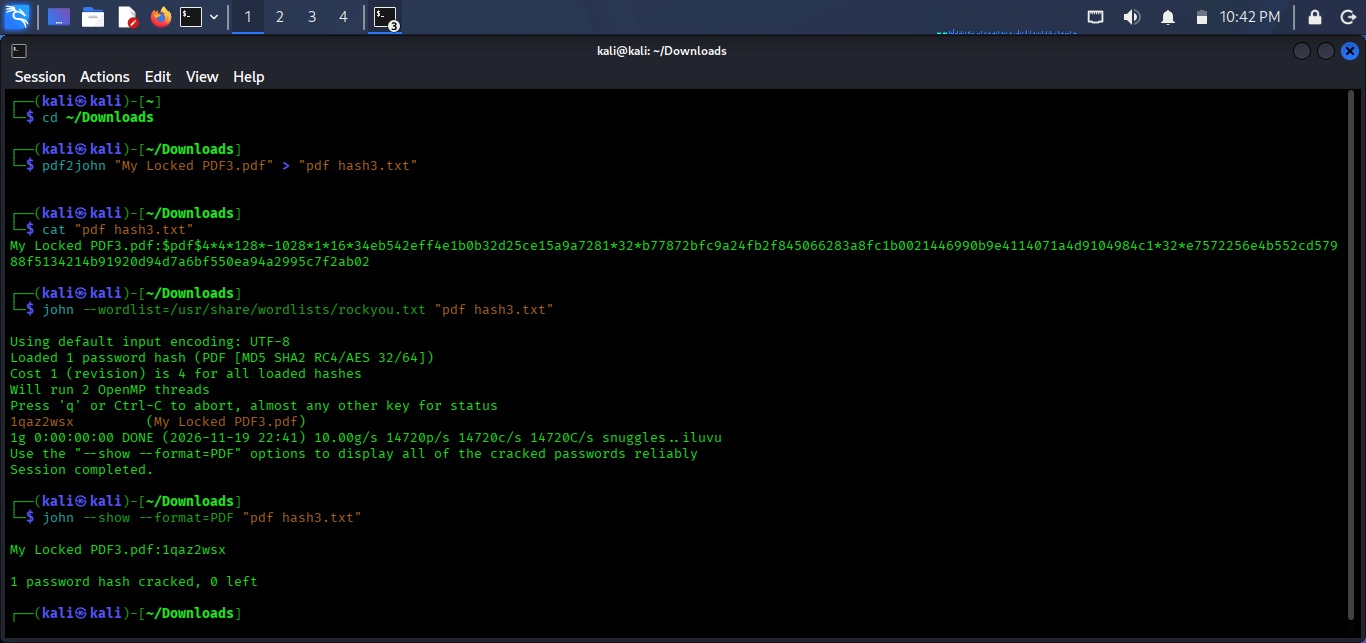 1 2 3 4 3 10:42 PM
kali@kali: ~/Downloads
Session Actions Edit View Help
┌──(kali㉿kali)-[~]
└─$ cd ~/Downloads
┌──(kali㉿kali)-[~/Downloads]
└─$ pdf2john "My Locked PDF3.pdf" > "pdf hash3.txt"
┌──(kali㉿kali)-[~/Downloads]
└─$ cat "pdf hash3.txt"
My Locked PDF3.pdf:$pdf$4*4*128*-1028*1*16*34eb542eff4e1b0b32d25ce15a9a7281*32*b77872bfc9a24fb2f845066283a8fc1b0021446990b9e4114071a4d9104984c1*32*e7572256e4b552cd579
88f5134214b91920d94d7a6bf550ea94a2995c7f2ab02
┌──(kali㉿kali)-[~/Downloads]
└─$ john --wordlist=/usr/share/wordlists/rockyou.txt "pdf hash3.txt"
Using default input encoding: UTF-8
Loaded 1 password hash (PDF [MD5 SHA2 RC4/AES 32/64])
Cost 1 (revision) is 4 for all loaded hashes
Will run 2 OpenMP threads
Press 'q' or Ctrl-C to abort, almost any other key for status
1qaz2wsx         (My Locked PDF3.pdf)
1g 0:00:00:00 DONE (2026-11-19 22:41) 10.00g/s 14720p/s 14720c/s 14720C/s snuggles..iluvu
Use the "--show --format=PDF" options to display all of the cracked passwords reliably
Session completed.
┌──(kali㉿kali)-[~/Downloads]
└─$ john --show --format=PDF "pdf hash3.txt"
My Locked PDF3.pdf:1qaz2wsx
1 password hash cracked, 0 left
┌──(kali㉿kali)-[~/Downloads]